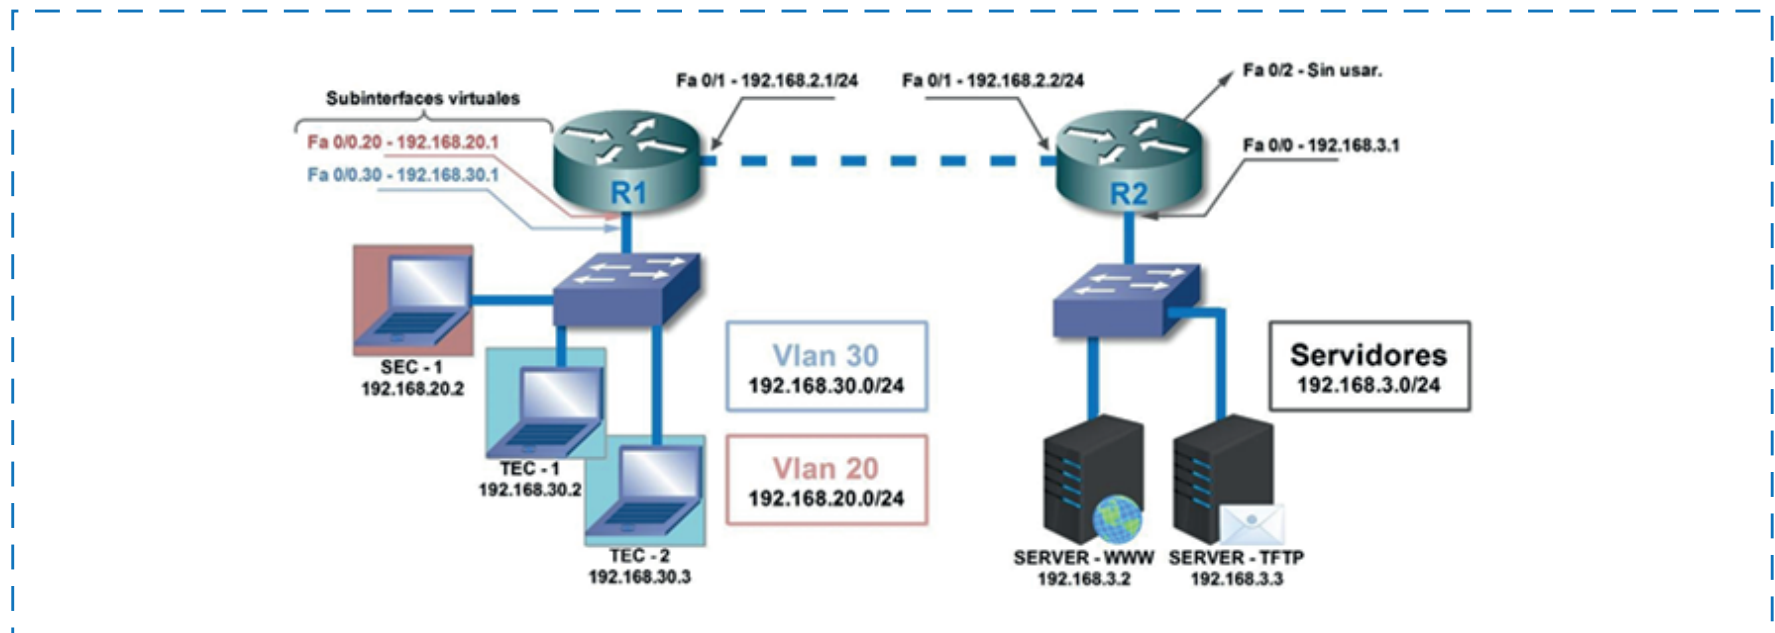 Subinterfaces virtuales
Fa 0/0.20 - 192.168.20.1
Fa 0/0.30 - 192.168.30.1
Fa 0/1 - 192.168.2.1/24
Fa 0/1 - 192.168.2.2/24
Fa 0/2 - Sin usar.
Fa 0/0 - 192.168.3.1
R1
R2
SEC - 1
192.168.20.2
TEC - 1
192.168.30.2
TEC - 2
192.168.30.3
Vlan 30
192.168.30.0/24
Vlan 20
192.168.20.0/24
Servidores
192.168.3.0/24
SERVER - WWW
192.168.3.2
SERVER - TFTP
192.168.3.3